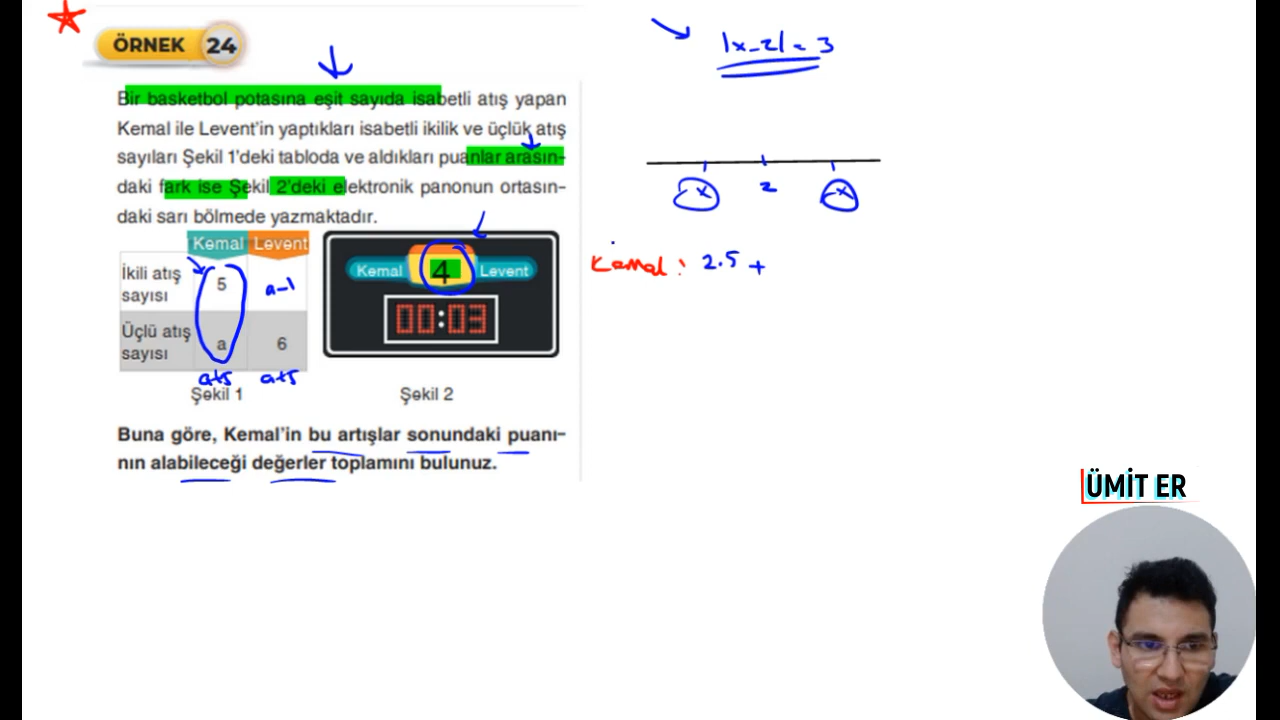 ÖRNEK 24
Bir basketbol potasına eşit sayıda isabetli atış yapan
Kemal ile Levent'in yaptıkları isabetli ikilik ve üçlük atış
sayıları Şekil 1'deki tabloda ve aldıkları puanlar arasın-
daki fark ise Şekil 2'deki elektronik panonun ortasın-
daki sarı bölmede yazmaktadır.
Kemal Levent
İkili atış sayısı 5 a-1
Üçlü atış sayısı a 6
a+5 a+5
Şekil 1
Kemal 4 Levent
00:03
Şekil 2
Buna göre, Kemal'in bu artışlar sonundaki puanı-
nın alabileceği değerler toplamını bulunuz.
|x-2| = 3
x 2 x
Kemal: 2.5 +
ÜMİT ER